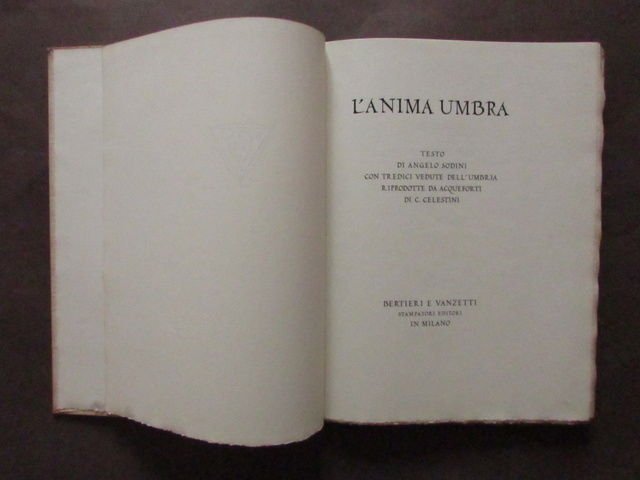 L'ANIMA UMBRA
TESTO
DI ANGELO SODINI
CON TREDICI VEDUTE DELL'UMBRIA
RIPRODOTTE DA ACQUEFORTI
DI C. CELESTINI
BERTIERI E VANZETTI
STAMPATORI EDITORI
IN MILANO